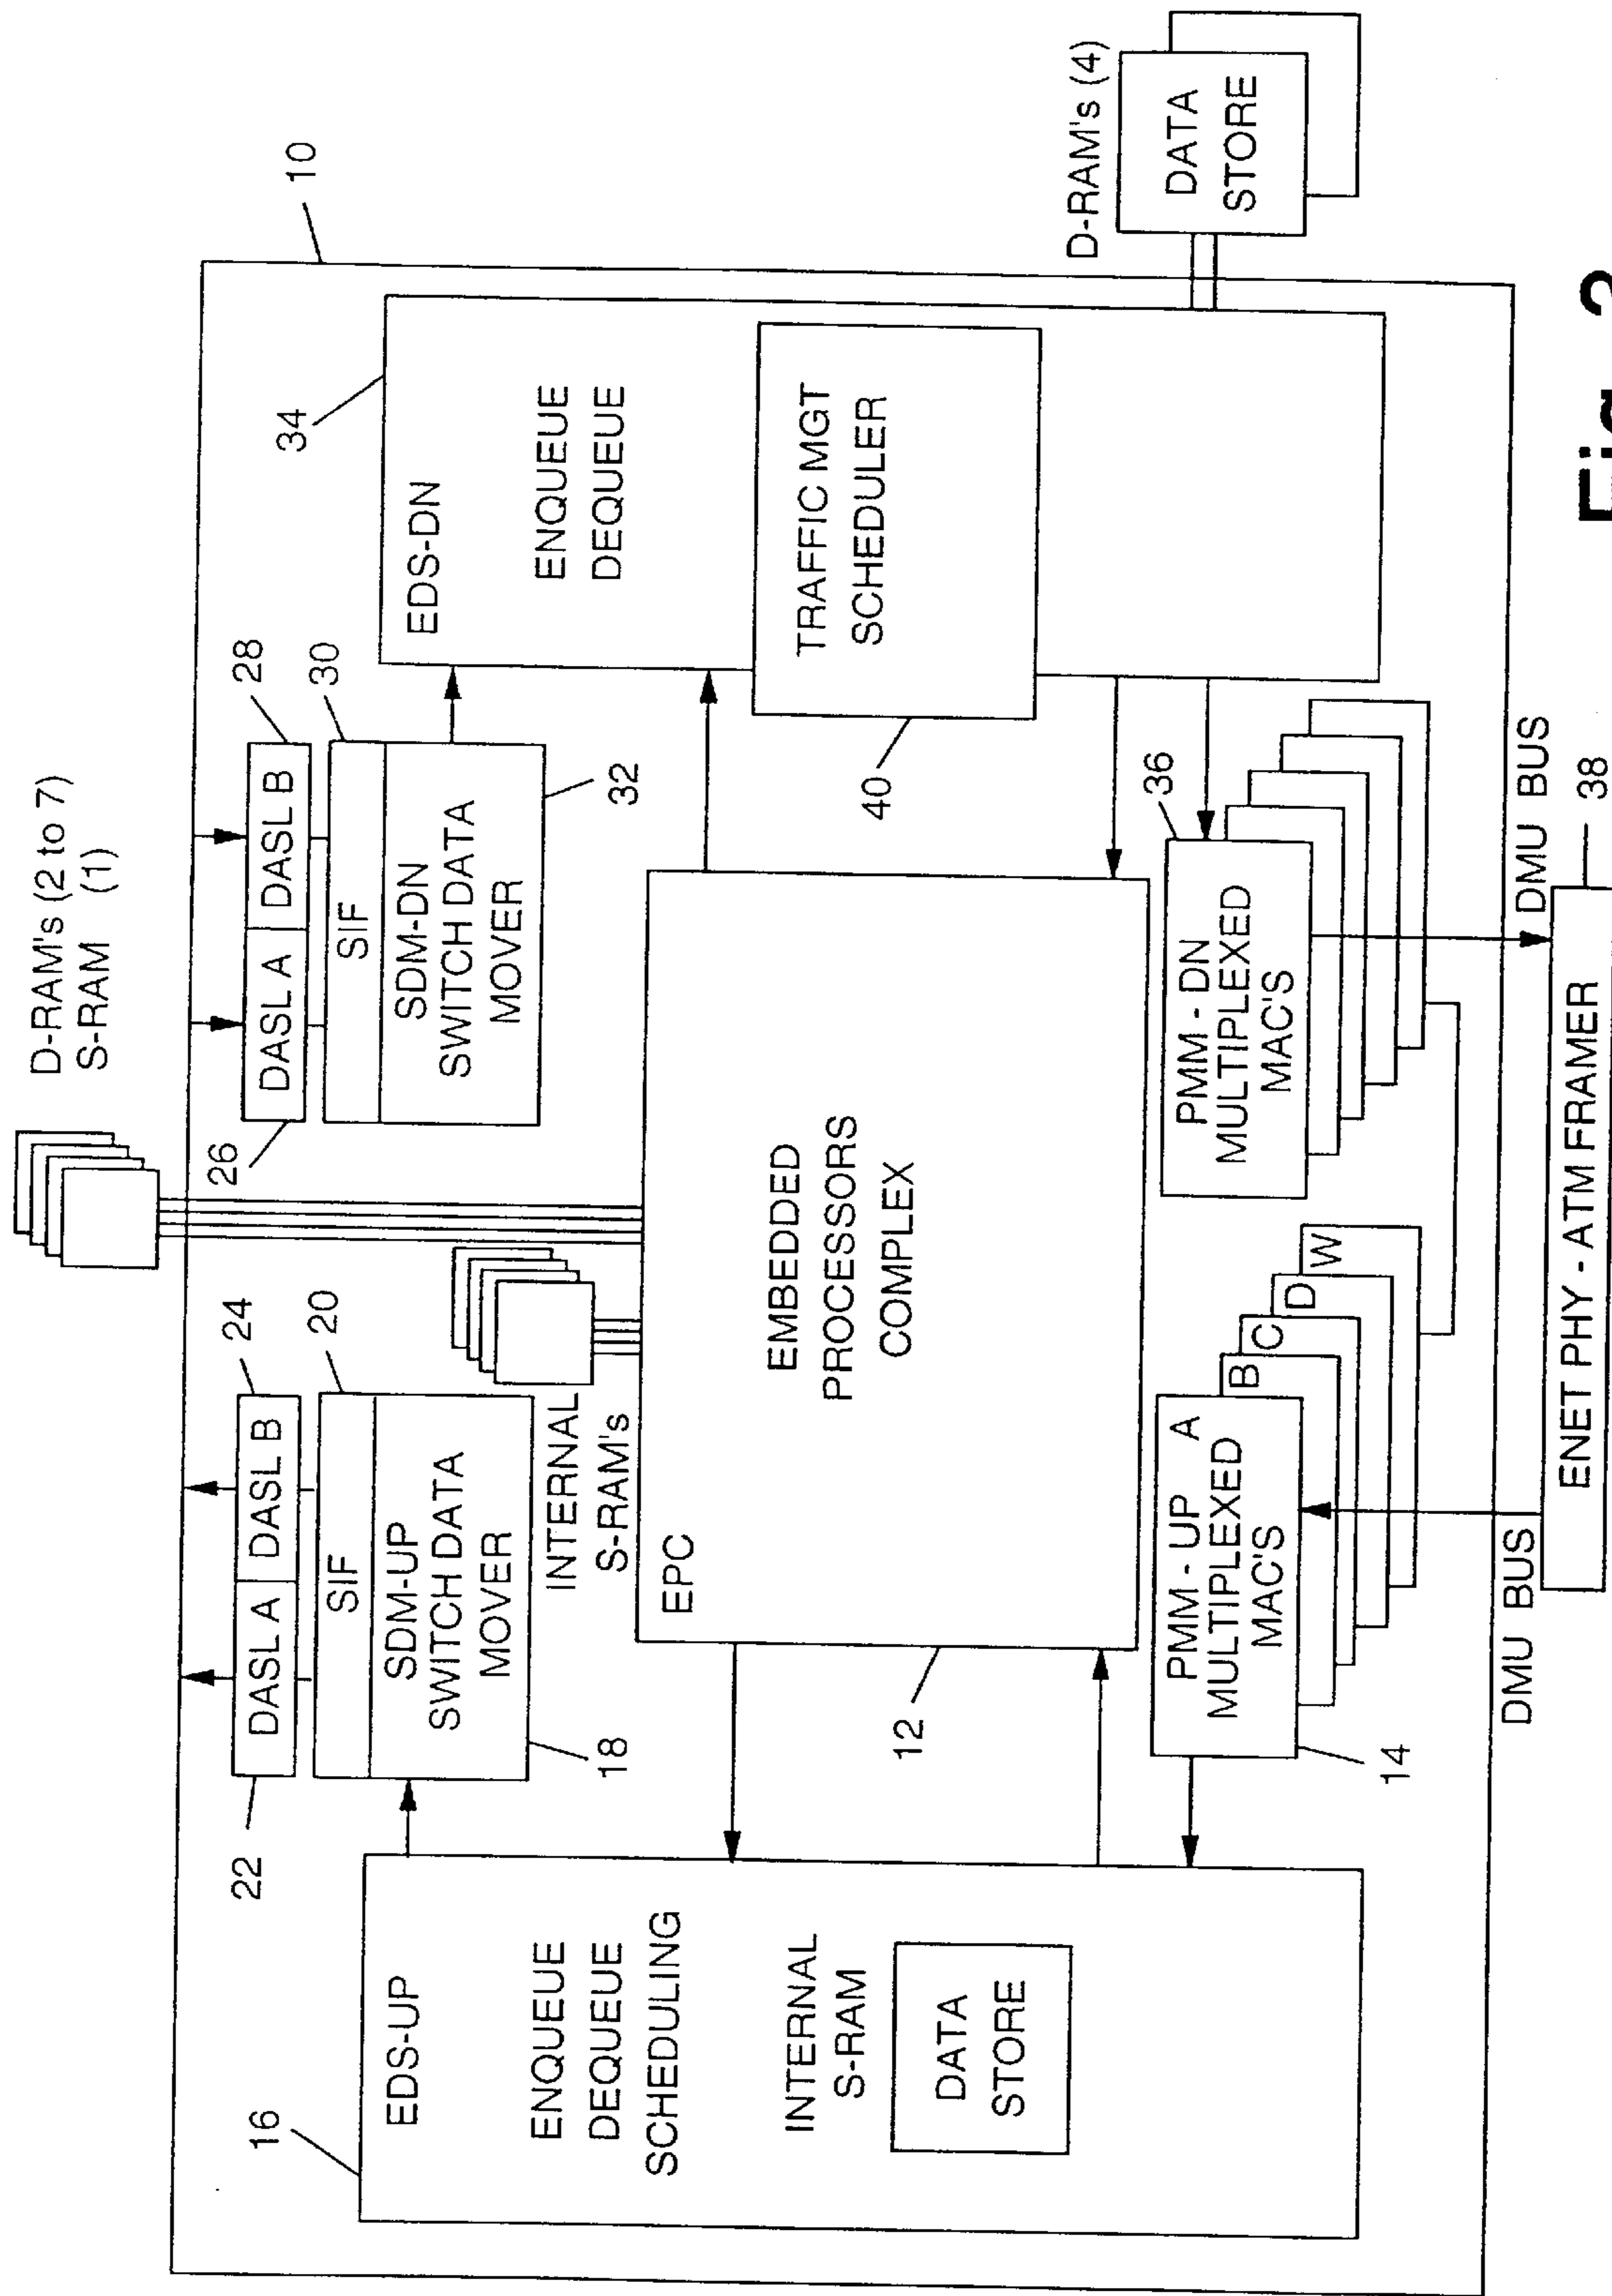 D-RAM's (2 to 7)
S-RAM (1)
10
22
24
26
28
DASL A
DASL B
DASL A
DASL B
20
30
SIF
SDM-UP
SWITCH DATA
MOVER
18
SIF
SDM-DN
SWITCH DATA
MOVER
32
16
EDS-UP
ENQUEUE
DEQUEUE
SCHEDULING
INTERNAL
S-RAM
DATA
STORE
INTERNAL
S-RAM's
EPC
EMBEDDED
PROCESSORS
COMPLEX
12
34
EDS-DN
ENQUEUE
DEQUEUE
TRAFFIC MGT
SCHEDULER
40
D-RAM's (4)
DATA
STORE
PMM - UP A
MULTIPLEXED
MAC'S
B
C
D
W
14
36
PMM - DN
MULTIPLEXED
MAC'S
DMU BUS
DMU BUS
ENET PHY - ATM FRAMER
38
Fig